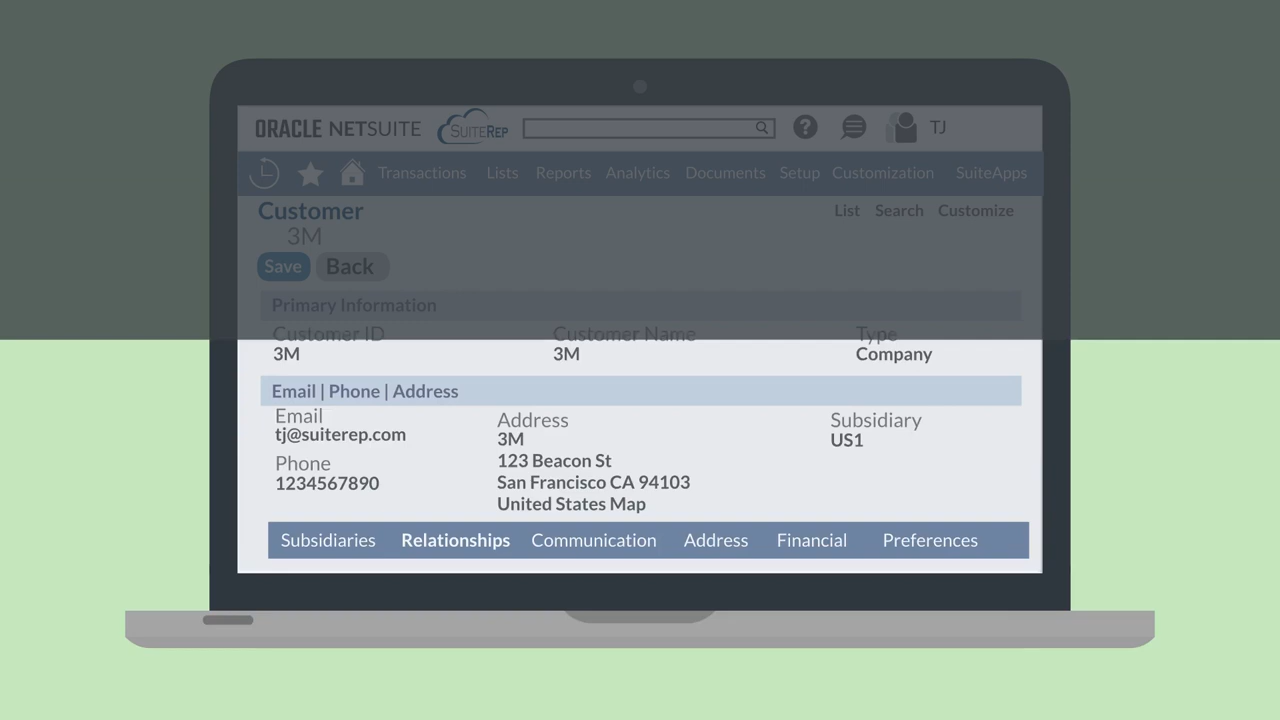 ORACLE NETSUITE SUITEREP ? TJ
Transactions Lists Reports Analytics Documents Setup Customization SuiteApps
Customer List Search Customize
3M
Save Back
Primary Information
Customer ID Customer Name Type
3M 3M Company
Email | Phone | Address
Email Address Subsidiary
tj@suiterep.com 3M US1
Phone 123 Beacon St
1234567890 San Francisco CA 94103
United States Map
Subsidiaries Relationships Communication Address Financial Preferences